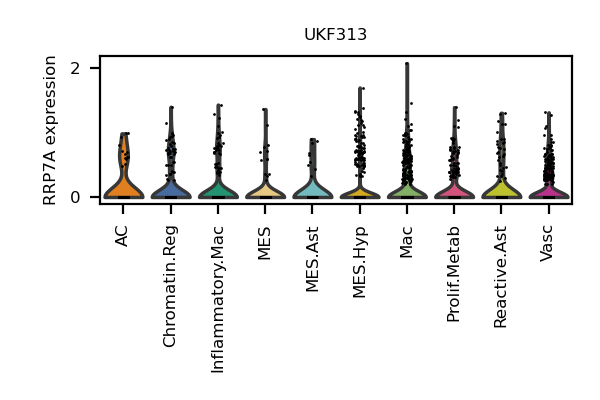 UKF313
RRP7A expression
2
0
AC
Chromatin.Reg
Inflammatory.Mac
MES
MES.Ast
MES.Hyp
Mac
Prolif.Metab
Reactive.Ast
Vasc